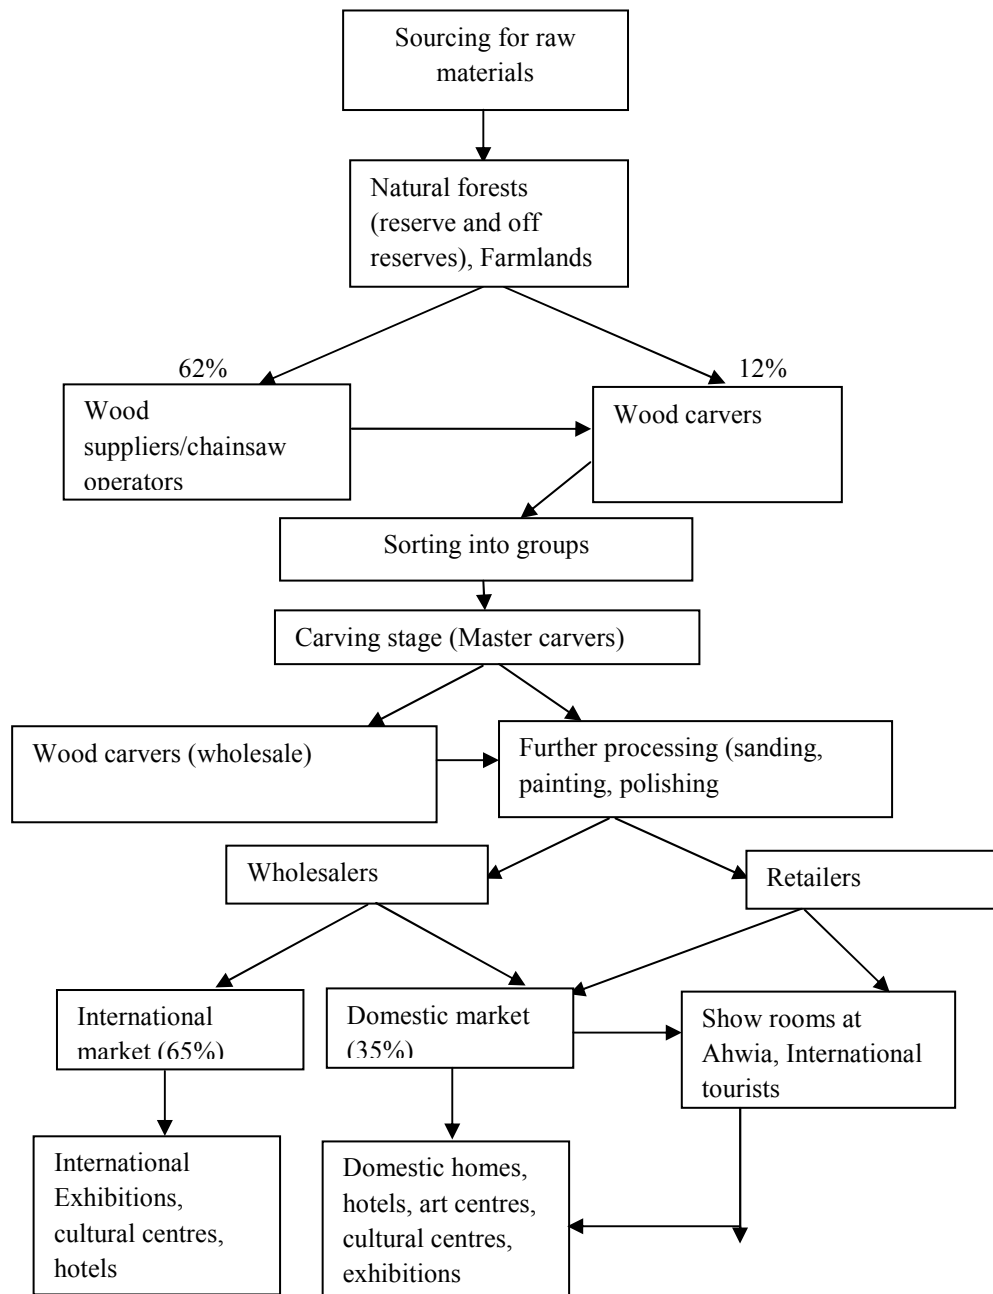 Sourcing for raw
materials
Natural forests
(reserve and off
reserves), Farmlands
62%
12%
Wood
suppliers/chainsaw
operators
Wood carvers
Sorting into groups
Carving stage (Master carvers)
Wood carvers (wholesale)
Further processing (sanding,
painting, polishing
Wholesalers
Retailers
International
market (65%)
Domestic market
(35%)
Show rooms at
Ahwia, International
tourists
International
Exhibitions,
cultural centres,
hotels
Domestic homes,
hotels, art centres,
cultural centres,
exhibitions